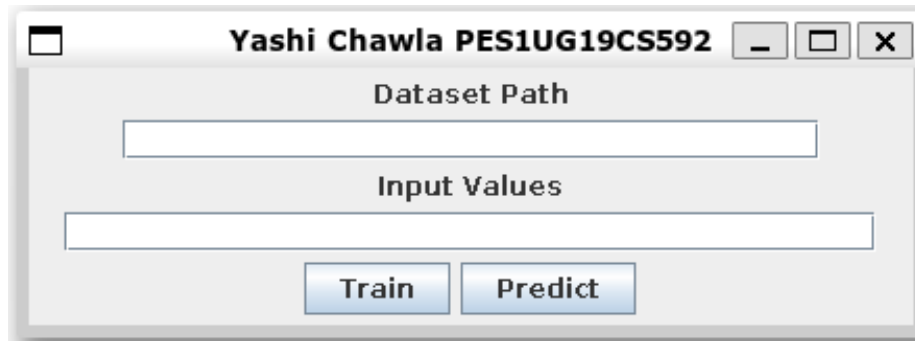 Yashi Chawla PES1UG19CS592
Dataset Path
Input Values
Train Predict